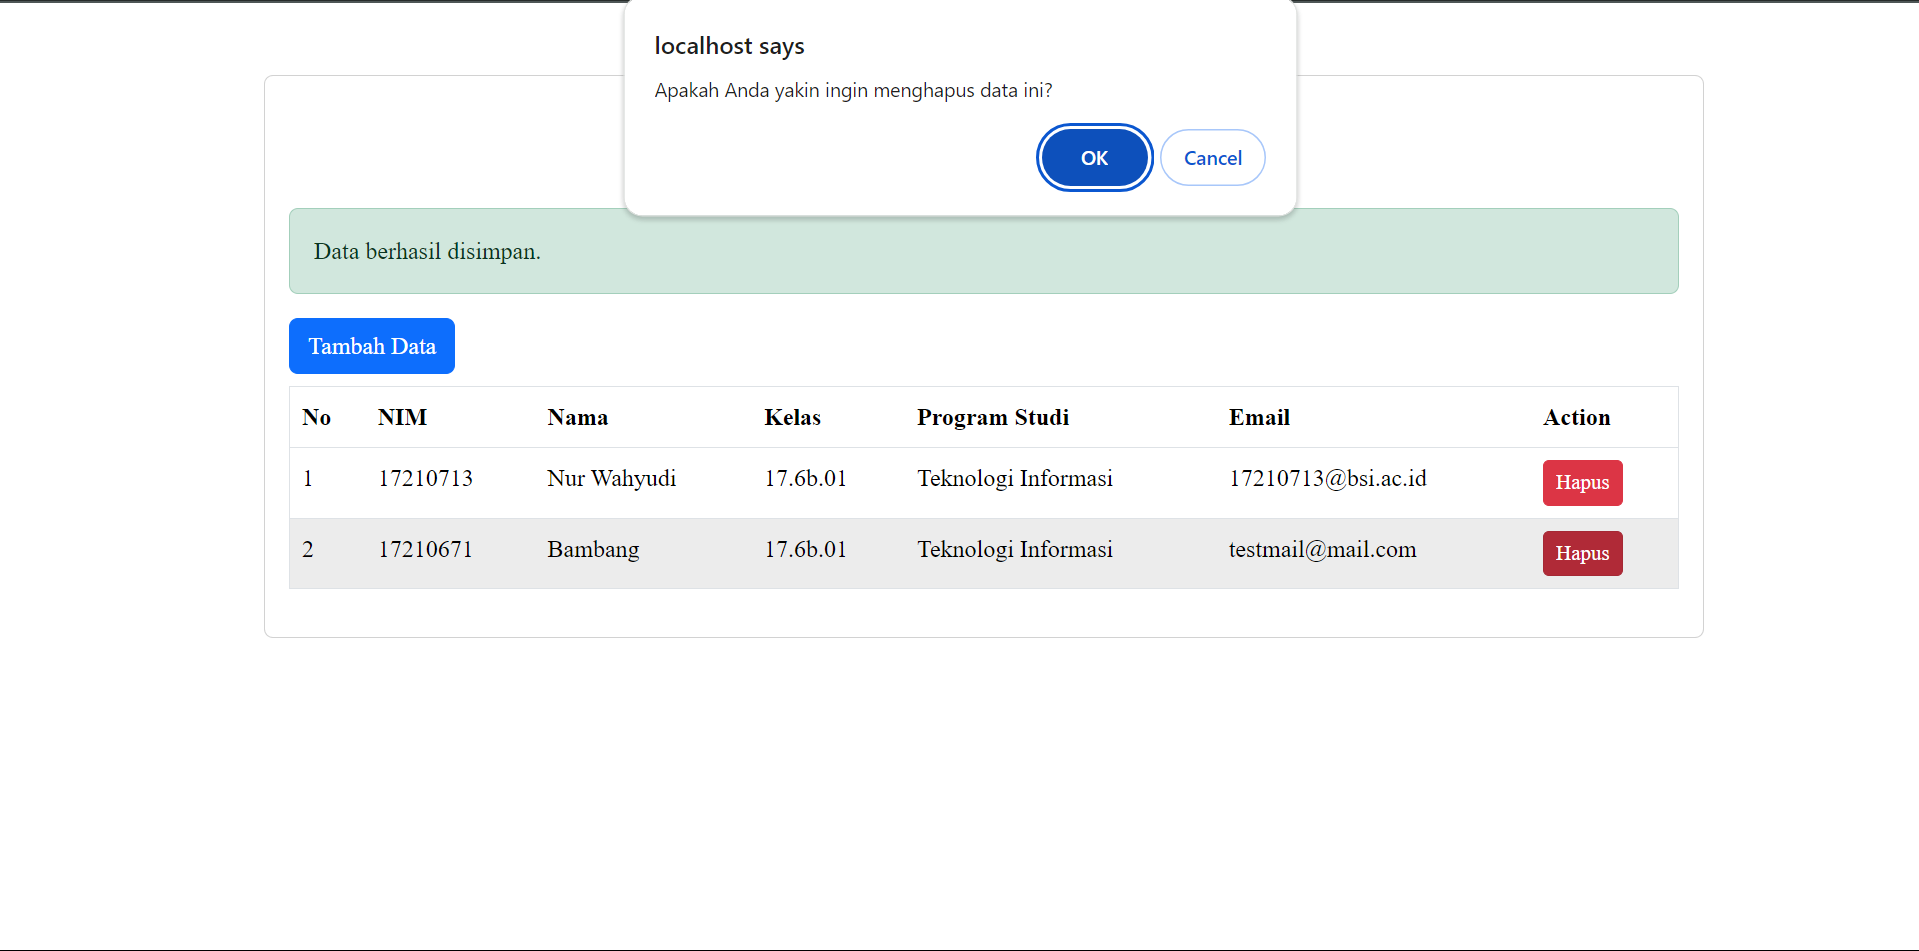 localhost says
Apakah Anda yakin ingin menghapus data ini?
OK Cancel
Data berhasil disimpan.
Tambah Data
No NIM Nama Kelas Program Studi Email Action
1 17210713 Nur Wahyudi 17.6b.01 Teknologi Informasi 17210713@bsi.ac.id Hapus
2 17210671 Bambang 17.6b.01 Teknologi Informasi testmail@mail.com Hapus